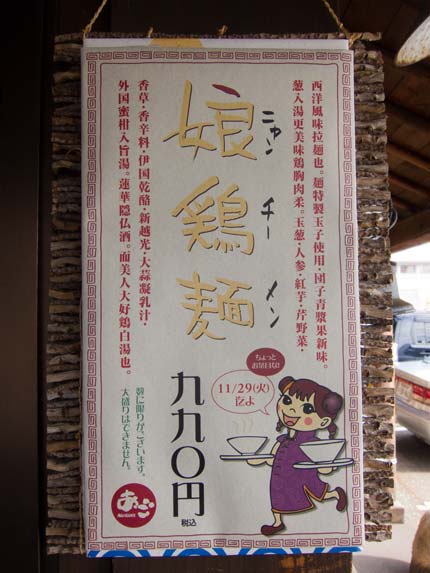 西洋風味拉麺也。麺特製玉子使用・団子青漿果新味。
葱入湯更美味鶏胸肉柔。玉葱・人参・紅芋・芹野菜・
娘鶏麺
ニャン チー メン
香草・香辛料・伊国乾酪・新越光・大蒜凝乳汁・
外国蜜柑入旨湯。蓮華隠仏酒。而美人大好鶏白湯也。
九九〇円
税込
ちょっと
お茶目だな!
11/29(火)
迄よ
数に限りがございます。
大盛りはできません。
あご